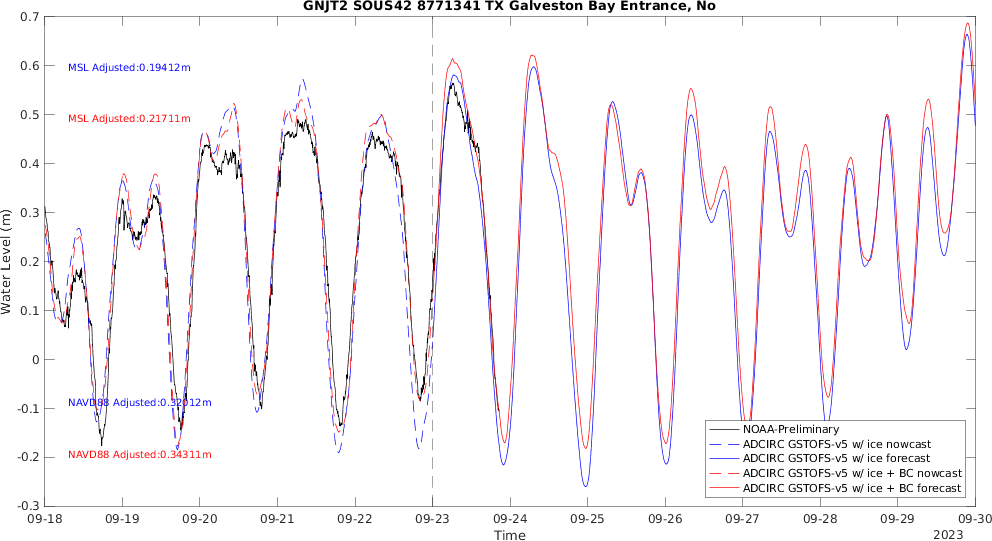 GNJT2 SOUS42 8771341 TX Galveston Bay Entrance, No
0.7
0.6
0.5
0.4
0.3
0.2
0.1
0
-0.1
-0.2
-0.3
Water Level (m)
MSL Adjusted:0.19412m
MSL Adjusted:0.21711m
NAVD88 Adjusted:0.32012m
NAVD88 Adjusted:0.34311m
NOAA-Preliminary
ADCIRC GSTOFS-v5 w/ ice nowcast
ADCIRC GSTOFS-v5 w/ ice forecast
ADCIRC GSTOFS-v5 w/ ice + BC nowcast
ADCIRC GSTOFS-v5 w/ ice + BC forecast
09-18 09-19 09-20 09-21 09-22 09-23 09-24 09-25 09-26 09-27 09-28 09-29 09-30
Time
2023